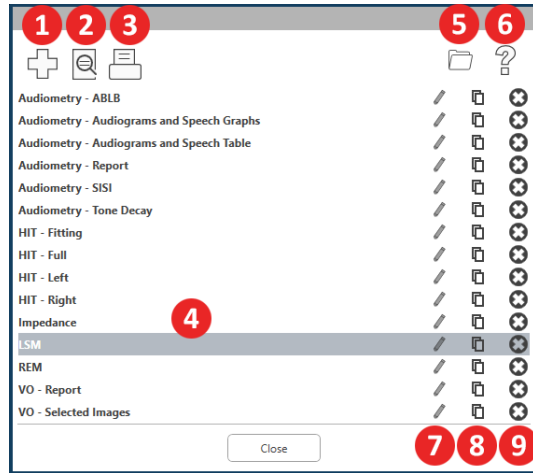 1 2 3 5 6
?
Audiometry - ABLB
Audiometry - Audiograms and Speech Graphs
Audiometry - Audiograms and Speech Table
Audiometry - Report
Audiometry - SISI
Audiometry - Tone Decay
HIT - Fitting
HIT - Full
HIT - Left
HIT - Right
Impedance
4
LSM
REM
VO - Report
VO - Selected Images
Close
7 8 9